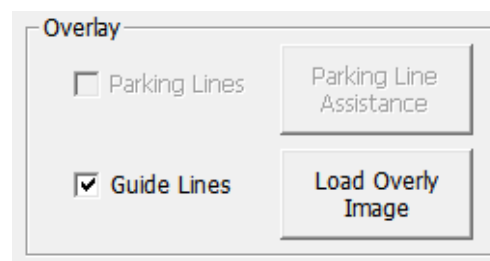 Overlay
Parking Lines
Parking Line
Assistance
Guide Lines
Load Overly
Image